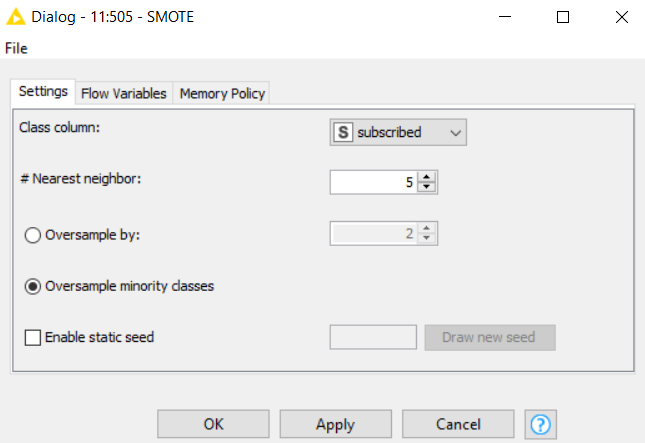 Dialog - 11:505 - SMOTE
File
Settings Flow Variables Memory Policy
Class column: S subscribed
# Nearest neighbor: 5
Oversample by: 2
Oversample minority classes
Enable static seed Draw new seed
OK Apply Cancel ?